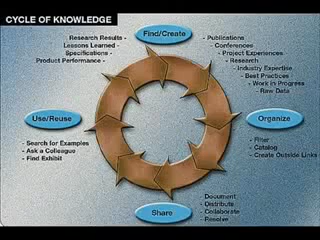 CYCLE OF KNOWLEDGE
Find/Create
Research Results -
Lessons Learned -
Specifications -
Product Performance -
- Publications
- Conferences
- Project Experiences
- Research
- Industry Expertise
- Best Practices
- Work in Progress
- Raw Data
Use/Reuse
- Search for Examples
- Ask a Colleague
- Find Exhibit
Organize
- Filter
- Catalog
- Create Outside Links
Share
- Document
- Distribute
- Collaborate
- Resolve